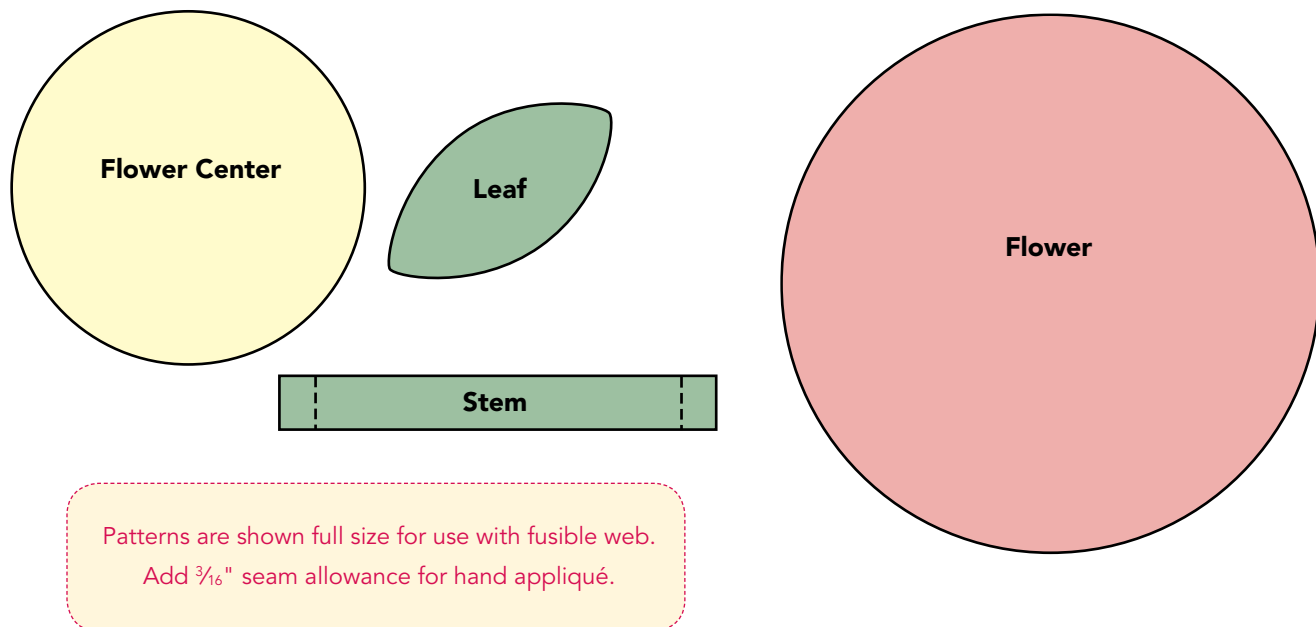 Flower Center
Leaf
Flower
Stem
Patterns are shown full size for use with fusible web.
Add 3⁄16" seam allowance for hand appliqué.